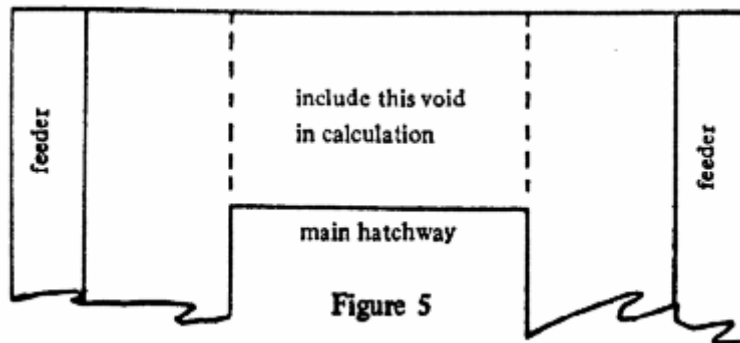 feeder
include this void
in calculation
feeder
main hatchway
Figure 5